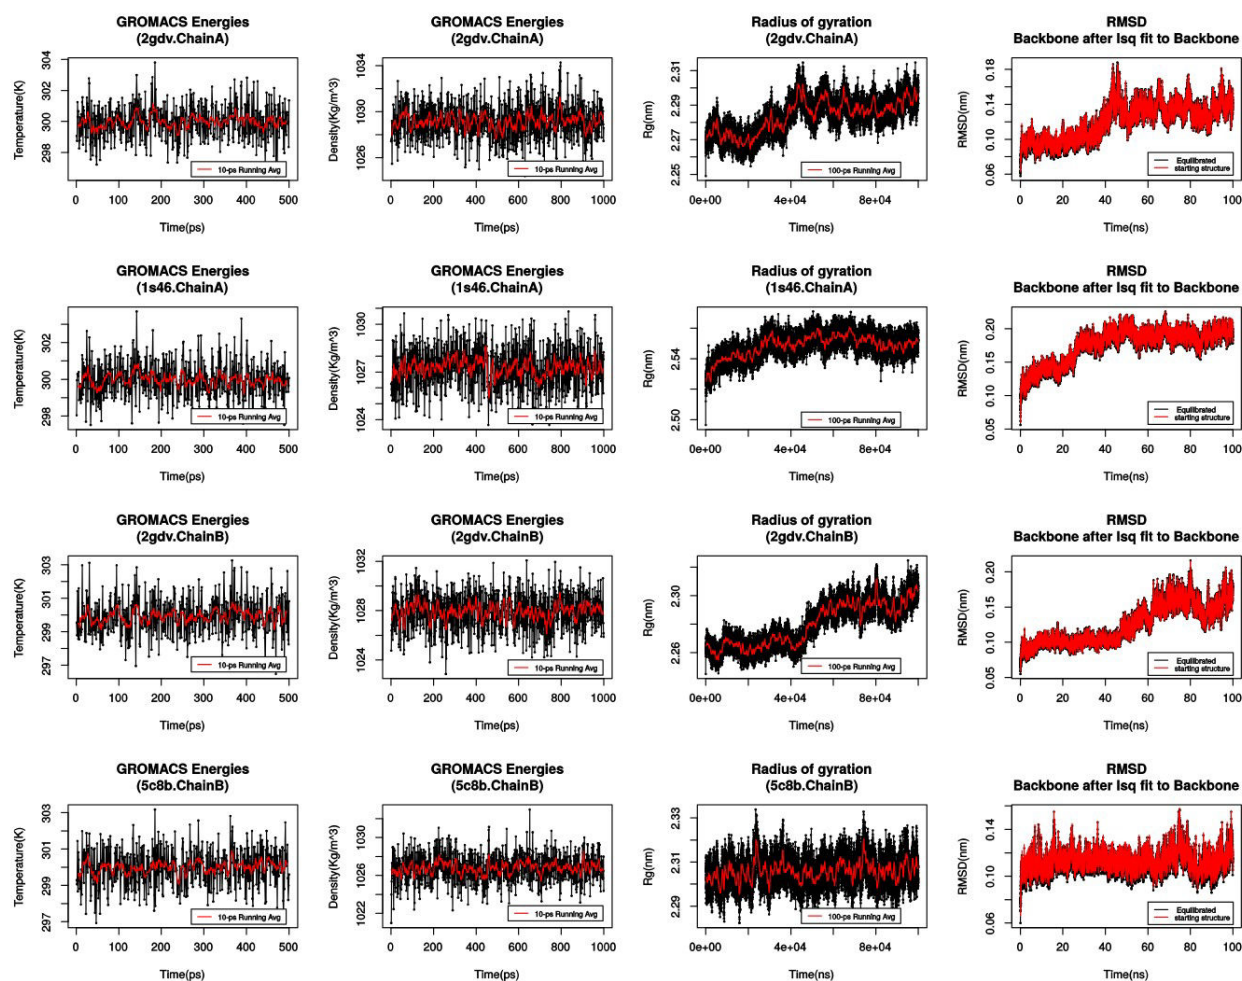 GROMACS Energies
(2gdv.ChainA)
Temperature(K)
304
302
300
298
10-ps Running Avg
0 100 200 300 400 500
Time(ps)
GROMACS Energies
(2gdv.ChainA)
Density(Kg/m^3)
1034
1030
1026
10-ps Running Avg
0 200 400 600 800 1000
Time(ps)
Radius of gyration
(2gdv.ChainA)
Rg(nm)
2.31
2.29
2.27
2.25
100-ps Running Avg
0e+00 4e+04 8e+04
Time(ns)
RMSD
Backbone after lsq fit to Backbone
RMSD(nm)
0.18
0.14
0.10
0.06
Equilibrated
starting structure
0 20 40 60 80 100
Time(ns)
GROMACS Energies
(1s46.ChainA)
Temperature(K)
302
300
298
10-ps Running Avg
0 100 200 300 400 500
Time(ps)
GROMACS Energies
(1s46.ChainA)
Density(Kg/m^3)
1030
1027
1024
10-ps Running Avg
0 200 400 600 800 1000
Time(ps)
Radius of gyration
(1s46.ChainA)
Rg(nm)
2.54
2.50
100-ps Running Avg
0e+00 4e+04 8e+04
Time(ns)
RMSD
Backbone after lsq fit to Backbone
RMSD(nm)
0.20
0.15
0.10
0.05
Equilibrated
starting structure
0 20 40 60 80 100
Time(ns)
GROMACS Energies
(2gdv.ChainB)
Temperature(K)
303
301
299
297
10-ps Running Avg
0 100 200 300 400 500
Time(ps)
GROMACS Energies
(2gdv.ChainB)
Density(Kg/m^3)
1032
1028
1024
10-ps Running Avg
0 200 400 600 800 1000
Time(ps)
Radius of gyration
(2gdv.ChainB)
Rg(nm)
2.30
2.26
100-ps Running Avg
0e+00 4e+04 8e+04
Time(ns)
RMSD
Backbone after lsq fit to Backbone
RMSD(nm)
0.20
0.15
0.10
0.05
Equilibrated
starting structure
0 20 40 60 80 100
Time(ns)
GROMACS Energies
(5c8b.ChainB)
Temperature(K)
303
301
299
297
10-ps Running Avg
0 100 200 300 400 500
Time(ps)
GROMACS Energies
(5c8b.ChainB)
Density(Kg/m^3)
1030
1026
1022
10-ps Running Avg
0 200 400 600 800 1000
Time(ps)
Radius of gyration
(5c8b.ChainB)
Rg(nm)
2.33
2.31
2.29
100-ps Running Avg
0e+00 4e+04 8e+04
Time(ns)
RMSD
Backbone after lsq fit to Backbone
RMSD(nm)
0.14
0.10
0.06
Equilibrated
starting structure
0 20 40 60 80 100
Time(ns)